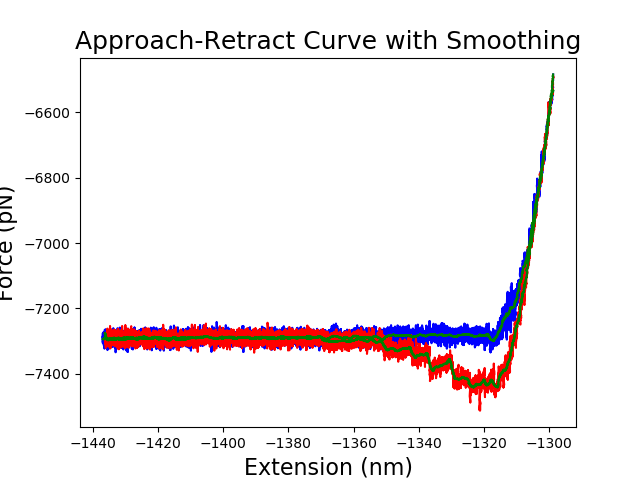 Approach-Retract Curve with Smoothing
Force (pN)
−6600
−6800
−7000
−7200
−7400
−1440 −1420 −1400 −1380 −1360 −1340 −1320 −1300
Extension (nm)